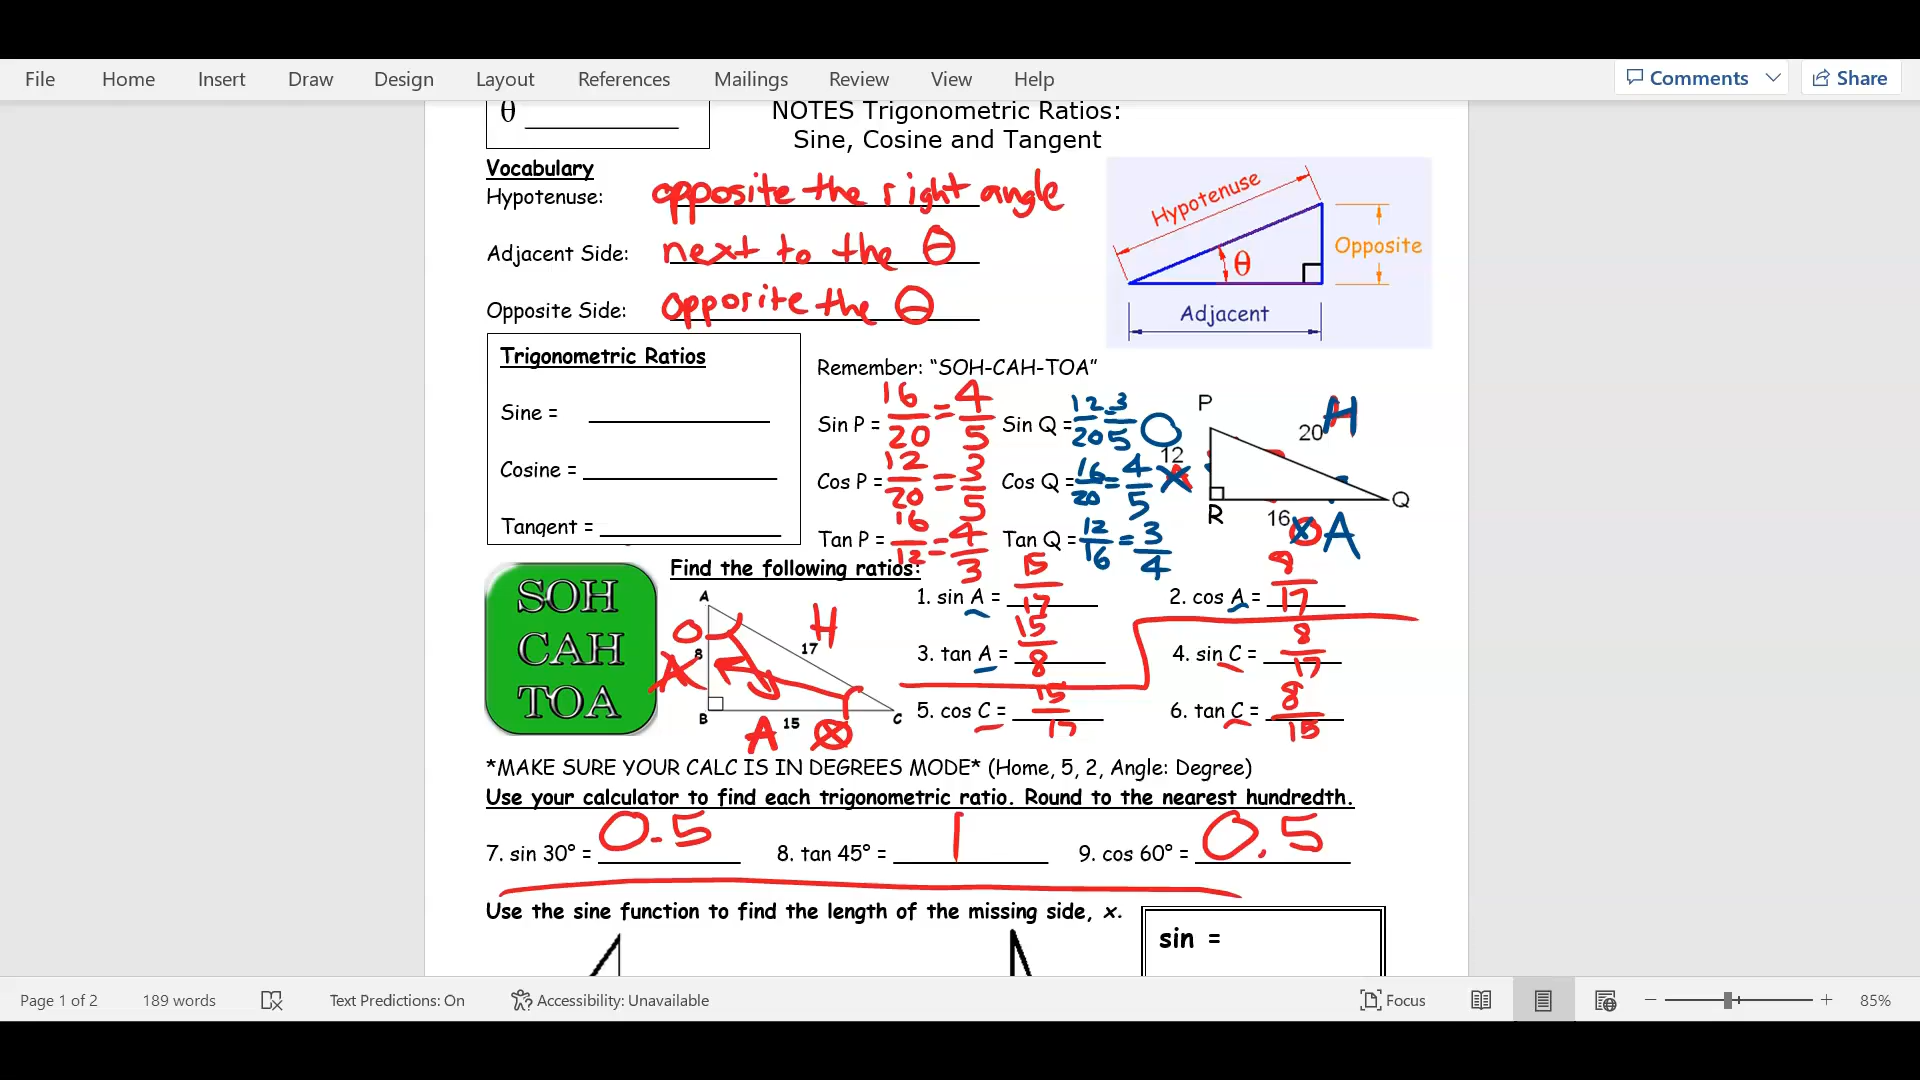 File Home Insert Draw Design Layout References Mailings Review View Help Comments Share
θ
NOTES Trigonometric Ratios:
Sine, Cosine and Tangent
Vocabulary
Hypotenuse: opposite the right angle
Adjacent Side: next to the θ
Opposite Side: opposite the θ
Hypotenuse
θ
Opposite
Adjacent
Trigonometric Ratios
Sine =
Cosine =
Tangent =
Remember: “SOH-CAH-TOA”
Sin P = 16/20 = 4/5 Sin Q = 12/20 = 3/5
Cos P = 12/20 = 3/5 Cos Q = 16/20 = 4/5
Tan P = 16/12 = 4/3 Tan Q = 12/16 = 3/4
P
20 H
O
12 A
Q
R
16 O A
SOH
CAH
TOA
Find the following ratios:
A
O
H
8
17
A
B
15
C
A O
1. sin A = 15/17 2. cos A = 8/17
3. tan A = 15/8 4. sin C = 8/17
5. cos C = 15/17 6. tan C = 8/15
*MAKE SURE YOUR CALC IS IN DEGREES MODE* (Home, 5, 2, Angle: Degree)
Use your calculator to find each trigonometric ratio. Round to the nearest hundredth.
7. sin 30° = 0.5 8. tan 45° = 1 9. cos 60° = 0.5
Use the sine function to find the length of the missing side, x.
sin =
Page 1 of 2 189 words Text Predictions: On Accessibility: Unavailable Focus 85%